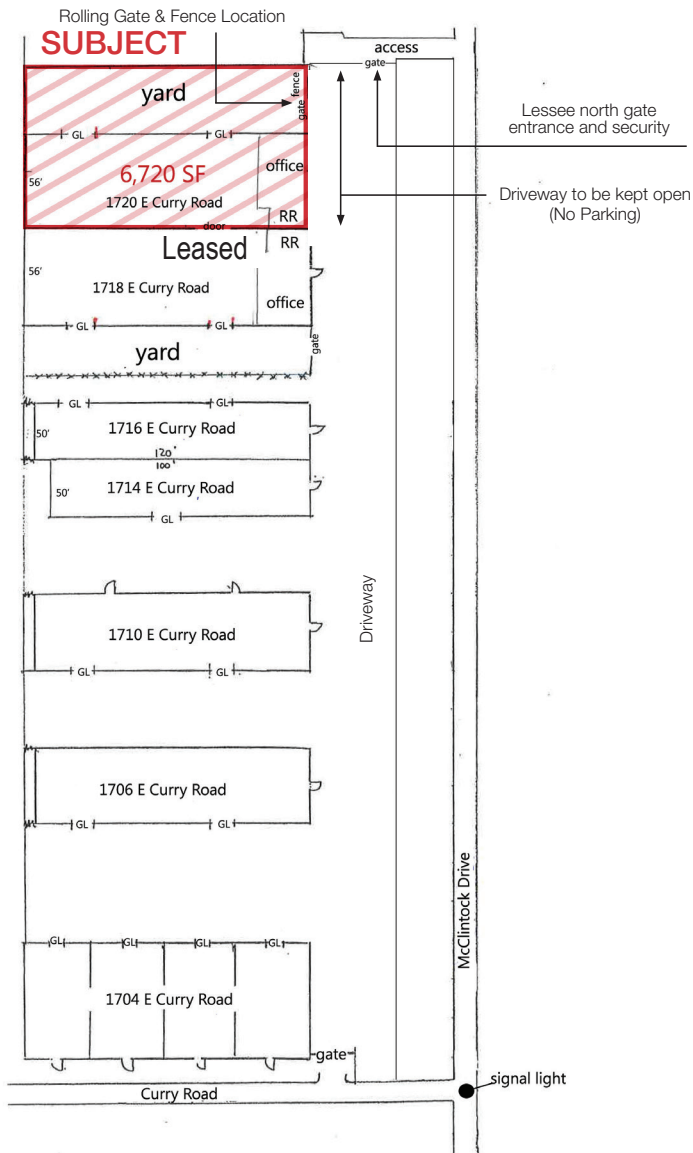 Rolling Gate & Fence Location
SUBJECT
access
gate
yard
gate fence
Lessee north gate
entrance and security
GL
GL
office
6,720 SF
56'
1720 E Curry Road
Driveway to be kept open
(No Parking)
RR
door
Leased
RR
56'
1718 E Curry Road
office
GL
GL
gate
yard
GL
GL
1716 E Curry Road
50'
120'
100'
1714 E Curry Road
50'
GL
Driveway
1710 E Curry Road
GL
GL
1706 E Curry Road
GL
GL
McClintock Drive
GL
GL
GL
GL
1704 E Curry Road
gate
signal light
Curry Road